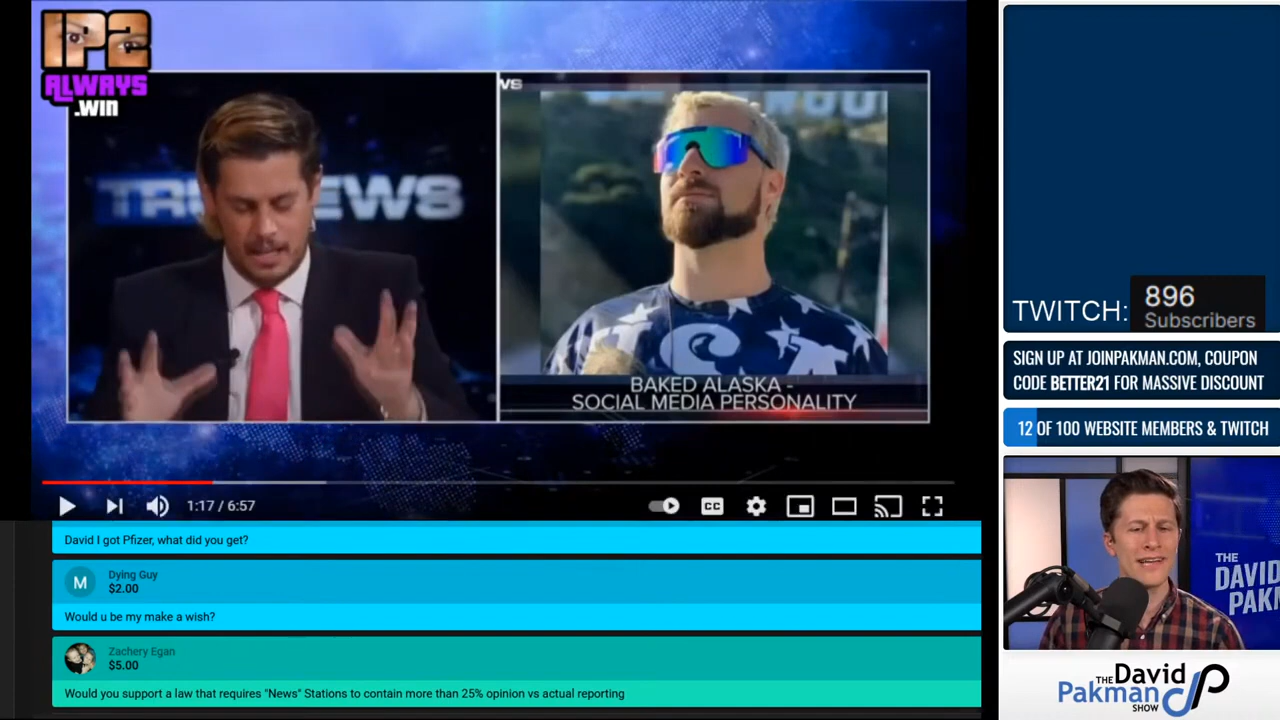 IP2
ALWAYS
.WIN
VS
BAKED ALASKA -
SOCIAL MEDIA PERSONALITY
1:17 / 6:57
CC
David I got Pfizer, what did you get?
M
Dying Guy
$2.00
Would u be my make a wish?
Zachery Egan
$5.00
Would you support a law that requires "News" Stations to contain more than 25% opinion vs actual reporting
TWITCH:
896
Subscribers
SIGN UP AT JOINPAKMAN.COM, COUPON
CODE BETTER21 FOR MASSIVE DISCOUNT
12 OF 100 WEBSITE MEMBERS & TWITCH
THE
DAVID
PAKM
THE David
Pakman
SHOW